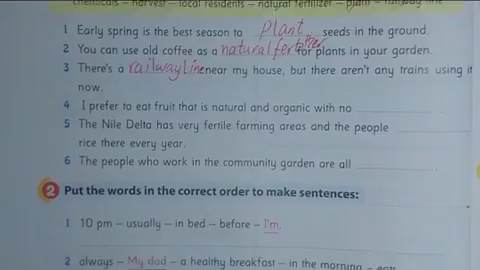 chemicals – harvest – local residents – natural fertilizer – plant – railway line
1 Early spring is the best season to plant seeds in the ground.
2 You can use old coffee as a natural fertilizer for plants in your garden.
3 There's a railway line near my house, but there aren't any trains using it
now.
4 I prefer to eat fruit that is natural and organic with no
5 The Nile Delta has very fertile farming areas and the people
rice there every year.
6 The people who work in the community garden are all
2 Put the words in the correct order to make sentences:
1 10 pm – usually – in bed – before – I'm.
2 always – My dad – a healthy breakfast – in the morning – eats